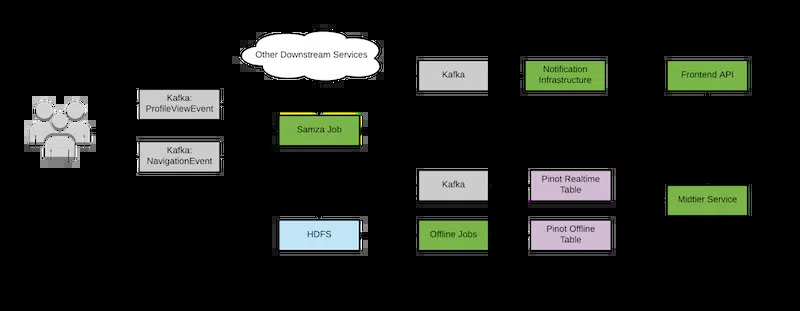 Other Downstream Services
Kafka
Notification
Infrastructure
Frontend API
Kafka:
ProfileViewEvent
Samza Job
Kafka:
NavigationEvent
Kafka
Pinot Realtime
Table
Midtier Service
HDFS
Offline Jobs
Pinot Offline
Table